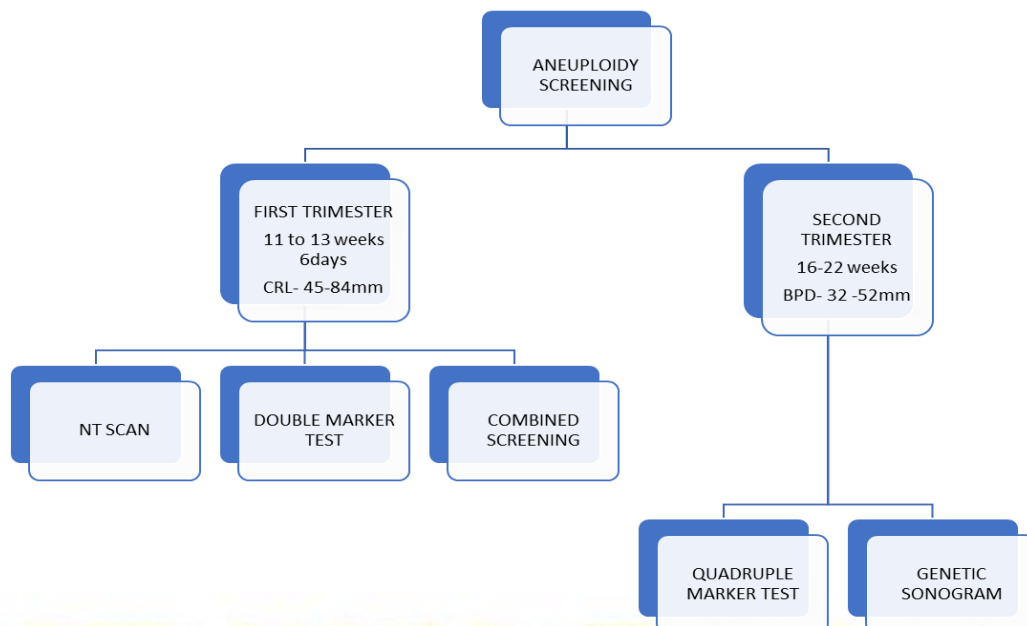 ANEUPLOIDY
SCREENING
FIRST TRIMESTER
11 to 13 weeks
6days
CRL- 45-84mm
SECOND
TRIMESTER
16-22 weeks
BPD- 32 -52mm
NT SCAN
DOUBLE MARKER
TEST
COMBINED
SCREENING
QUADRUPLE
MARKER TEST
GENETIC
SONOGRAM